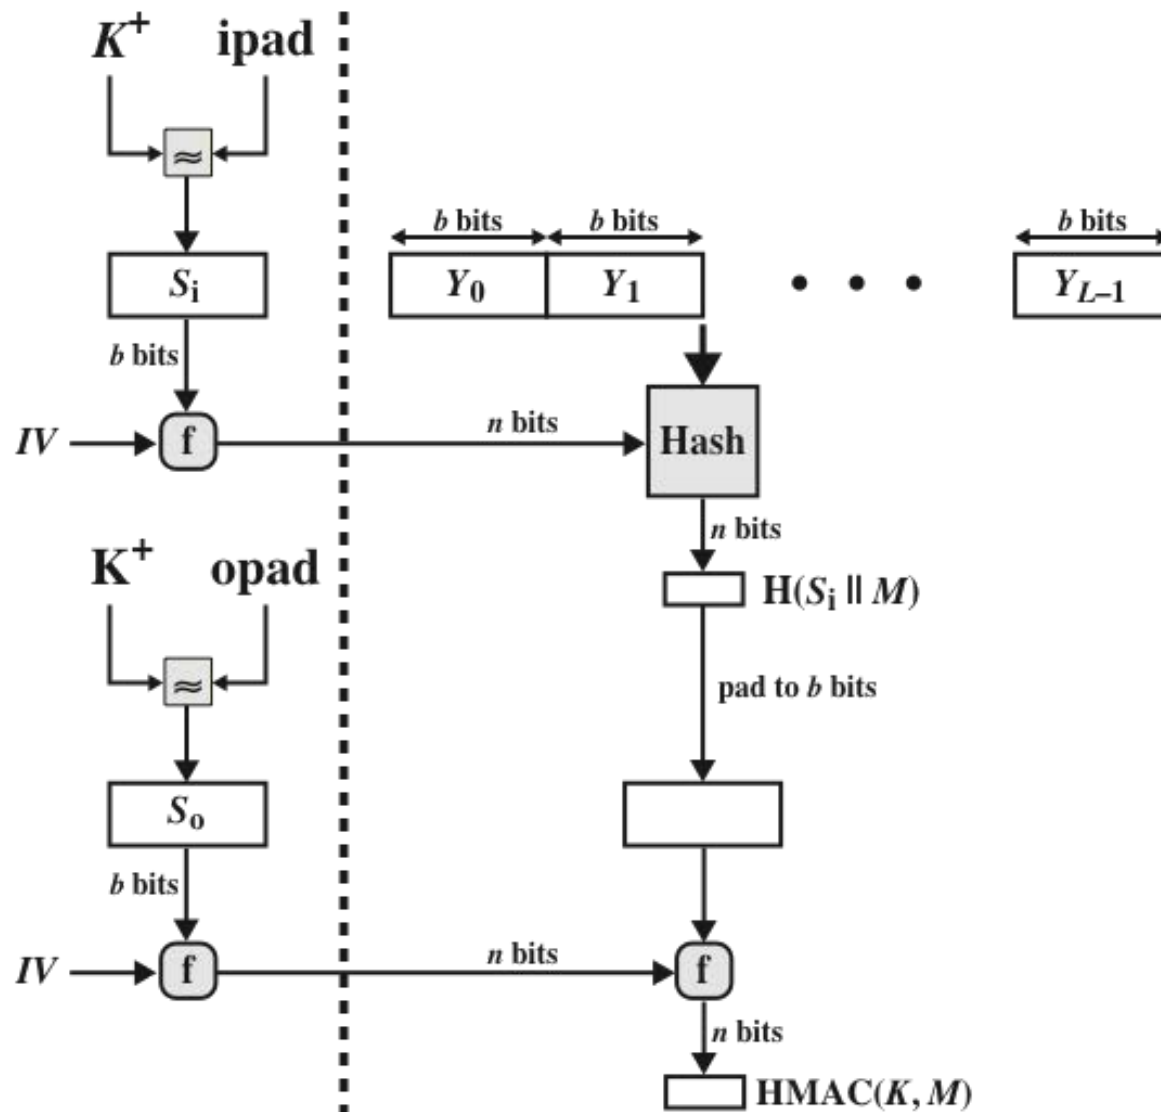 K⁺ ipad
≈
b bits b bits b bits
Sᵢ Y₀ Y₁ • • • Y_{L–1}
b bits
IV f n bits Hash
n bits
K⁺ opad
H(Sᵢ || M)
≈
pad to b bits
Sₒ
b bits
IV f n bits f
n bits
HMAC(K, M)